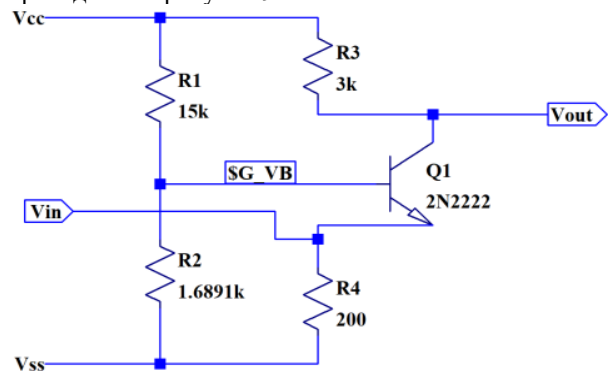 Vcc
R3
3k
R1
15k
Vout
$G_VB
Q1
2N2222
Vin
R2
1.6891k
R4
200
Vss